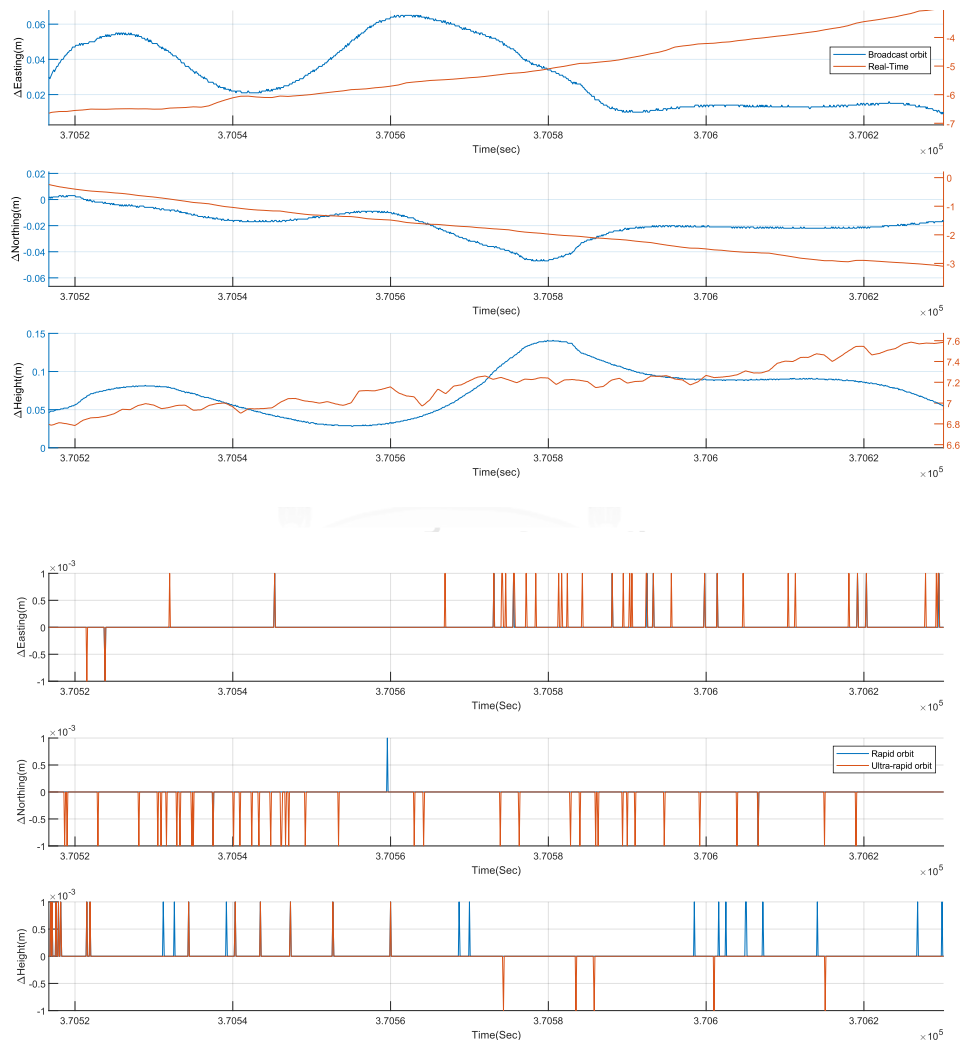 0.06
0.04
0.02
ΔEasting(m)
-4
-5
-6
-7
Broadcast orbit
Real-Time
3.7052 3.7054 3.7056 3.7058 3.706 3.7062
Time(sec)
×10^5
0.02
0
-0.02
-0.04
-0.06
ΔNorthing(m)
0
-1
-2
-3
3.7052 3.7054 3.7056 3.7058 3.706 3.7062
Time(sec)
×10^5
0.15
0.1
0.05
0
ΔHeight(m)
7.6
7.4
7.2
7
6.8
6.6
3.7052 3.7054 3.7056 3.7058 3.706 3.7062
Time(sec)
×10^5
×10^-3
1
0.5
0
-0.5
-1
ΔEasting(m)
3.7052 3.7054 3.7056 3.7058 3.706 3.7062
Time(Sec)
×10^5
×10^-3
1
0.5
0
-0.5
-1
ΔNorthing(m)
Rapid orbit
Ultra-rapid orbit
3.7052 3.7054 3.7056 3.7058 3.706 3.7062
Time(Sec)
×10^5
×10^-3
1
0.5
0
-0.5
-1
ΔHeight(m)
3.7052 3.7054 3.7056 3.7058 3.706 3.7062
Time(Sec)
×10^5